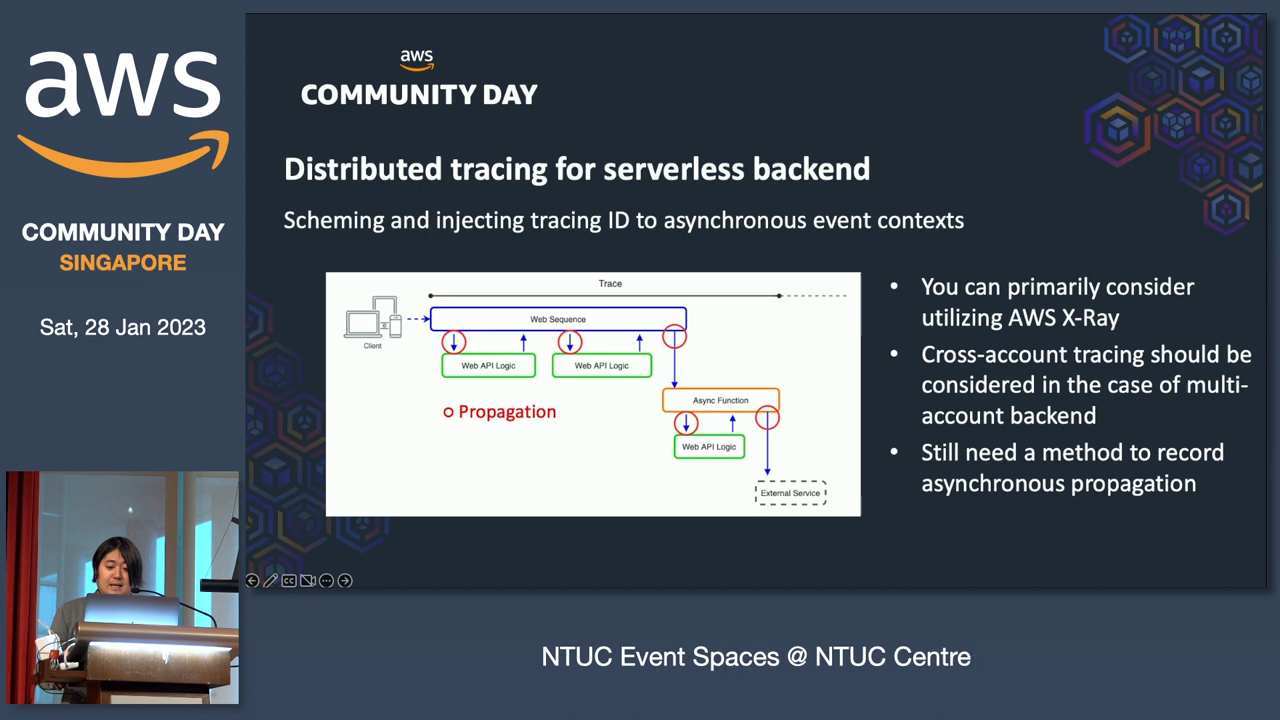 aws
COMMUNITY DAY
SINGAPORE
Sat, 28 Jan 2023
aws
COMMUNITY DAY
Distributed tracing for serverless backend
Scheming and injecting tracing ID to asynchronous event contexts
Trace
Client
Web Sequence
Web API Logic
Web API Logic
Async Function
Propagation
Web API Logic
External Service
• You can primarily consider
utilizing AWS X-Ray
• Cross-account tracing should be
considered in the case of multi-
account backend
• Still need a method to record
asynchronous propagation
CC
NTUC Event Spaces @ NTUC Centre